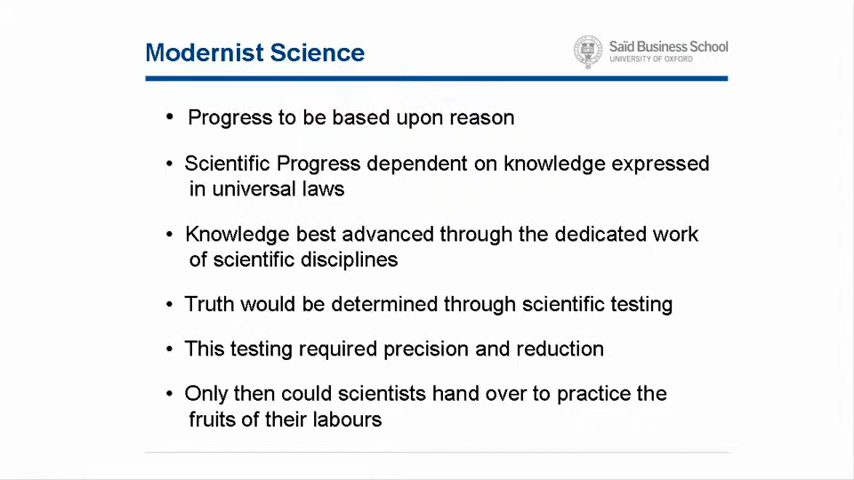 Modernist Science
Saïd Business School
UNIVERSITY OF OXFORD
• Progress to be based upon reason
• Scientific Progress dependent on knowledge expressed
in universal laws
• Knowledge best advanced through the dedicated work
of scientific disciplines
• Truth would be determined through scientific testing
• This testing required precision and reduction
• Only then could scientists hand over to practice the
fruits of their labours